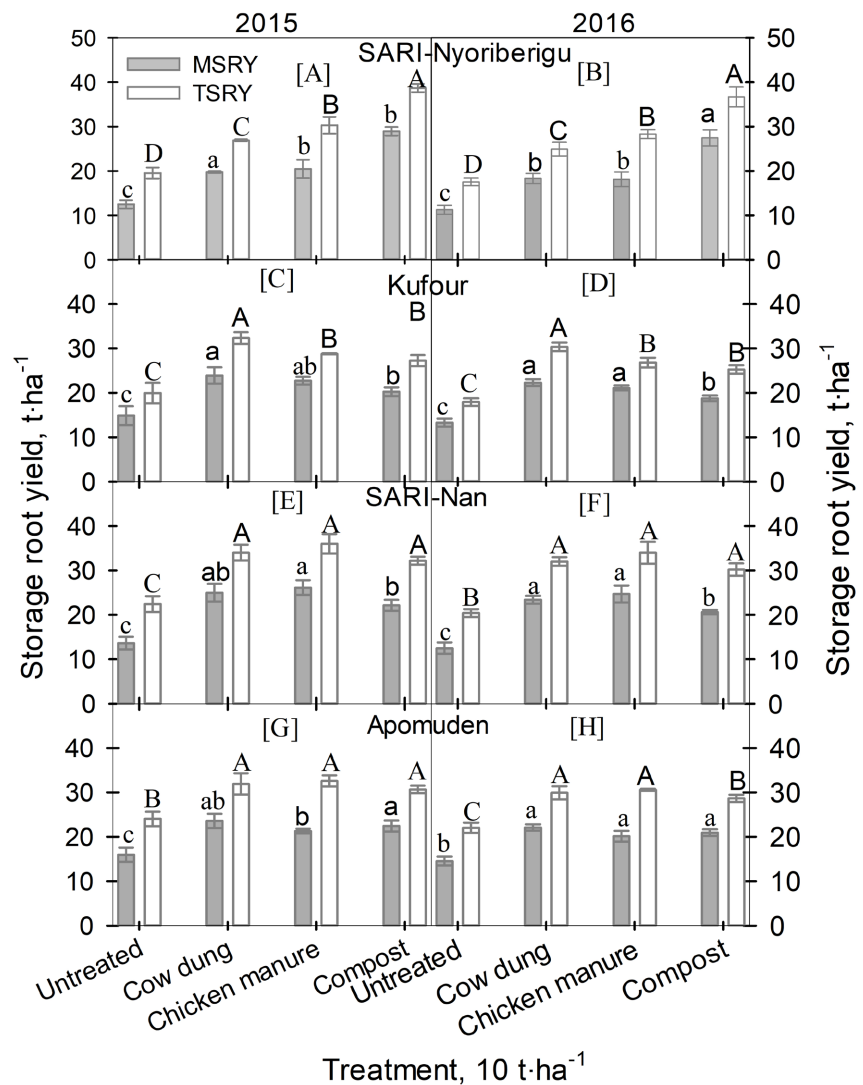 2015 2016
SARI-Nyoriberigu
MSRY
TSRY
[A] [B]
50 50
40 40
30 30
20 20
10 10
0 0
c D a C b B b A c D b C b B a A
Kufour
[C] [D]
40 40
30 30
20 20
10 10
0 0
c C a A ab B b B c C a A a B b B
SARI-Nan
[E] [F]
40 40
30 30
20 20
10 10
0 0
c C ab A a A b A c B a A a A b A
Apomuden
[G] [H]
40 40
30 30
20 20
10 10
0 0
c B ab A b A a A b C a A a A a B
Storage root yield, t·ha-1
Storage root yield, t·ha-1
Untreated Cow dung Chicken manure Compost Untreated Cow dung Chicken manure Compost
Treatment, 10 t·ha-1